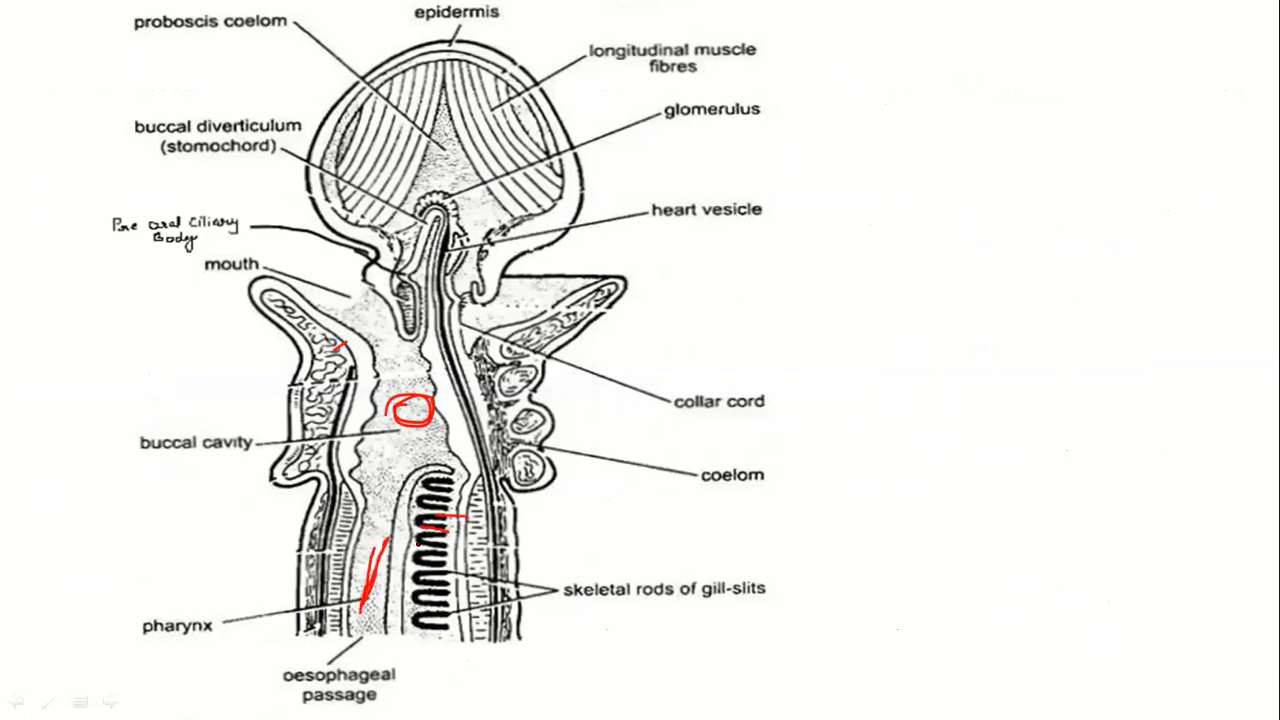 proboscis coelom
epidermis
longitudinal muscle
fibres
glomerulus
buccal diverticulum
(stomochord)
heart vesicle
Pre oral Ciliary
Body
mouth
collar cord
buccal cavity
coelom
skeletal rods of gill-slits
pharynx
oesophageal
passage